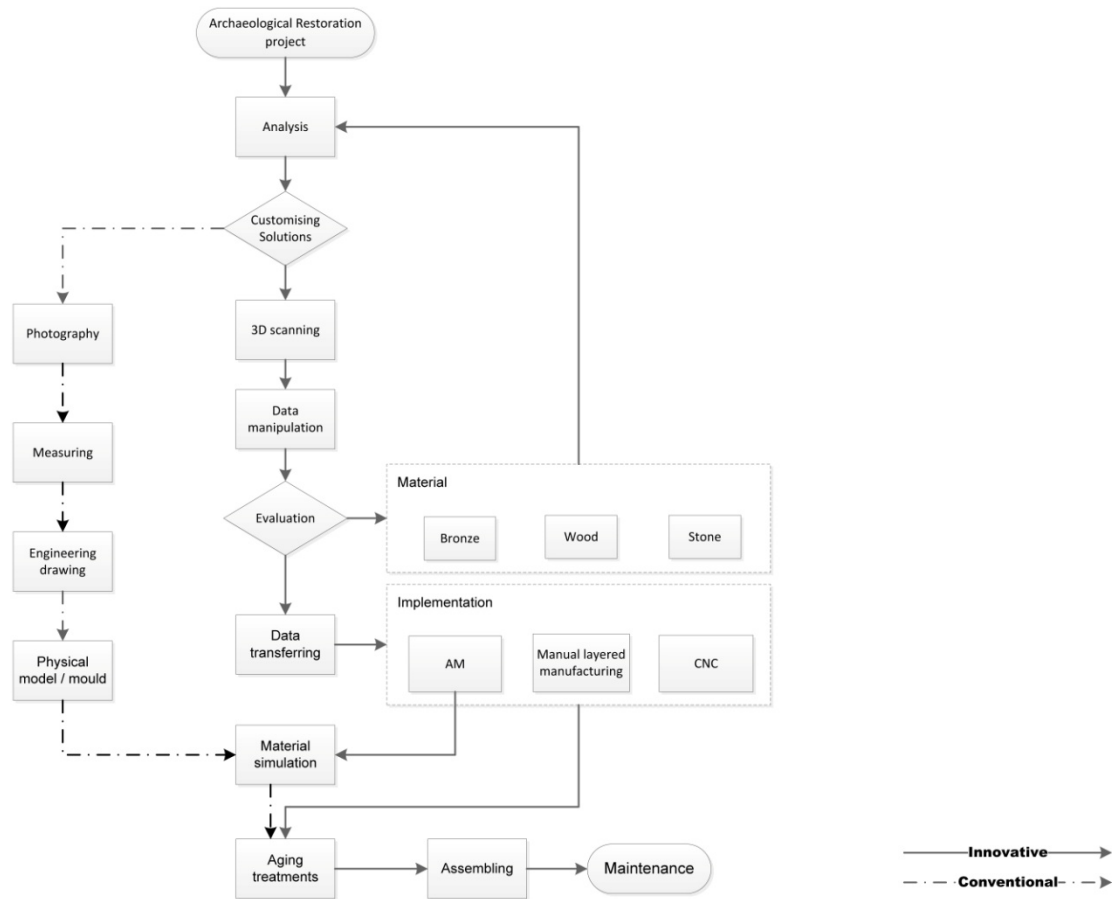 Archaeological Restoration
project
Analysis
Customising
Solutions
Photography
3D scanning
Data
manipulation
Measuring
Material
Evaluation
Bronze
Wood
Stone
Engineering
drawing
Implementation
Data
transferring
AM
Manual layered
manufacturing
CNC
Physical
model / mould
Material
simulation
Aging
treatments
Assembling
Maintenance
Innovative
Conventional